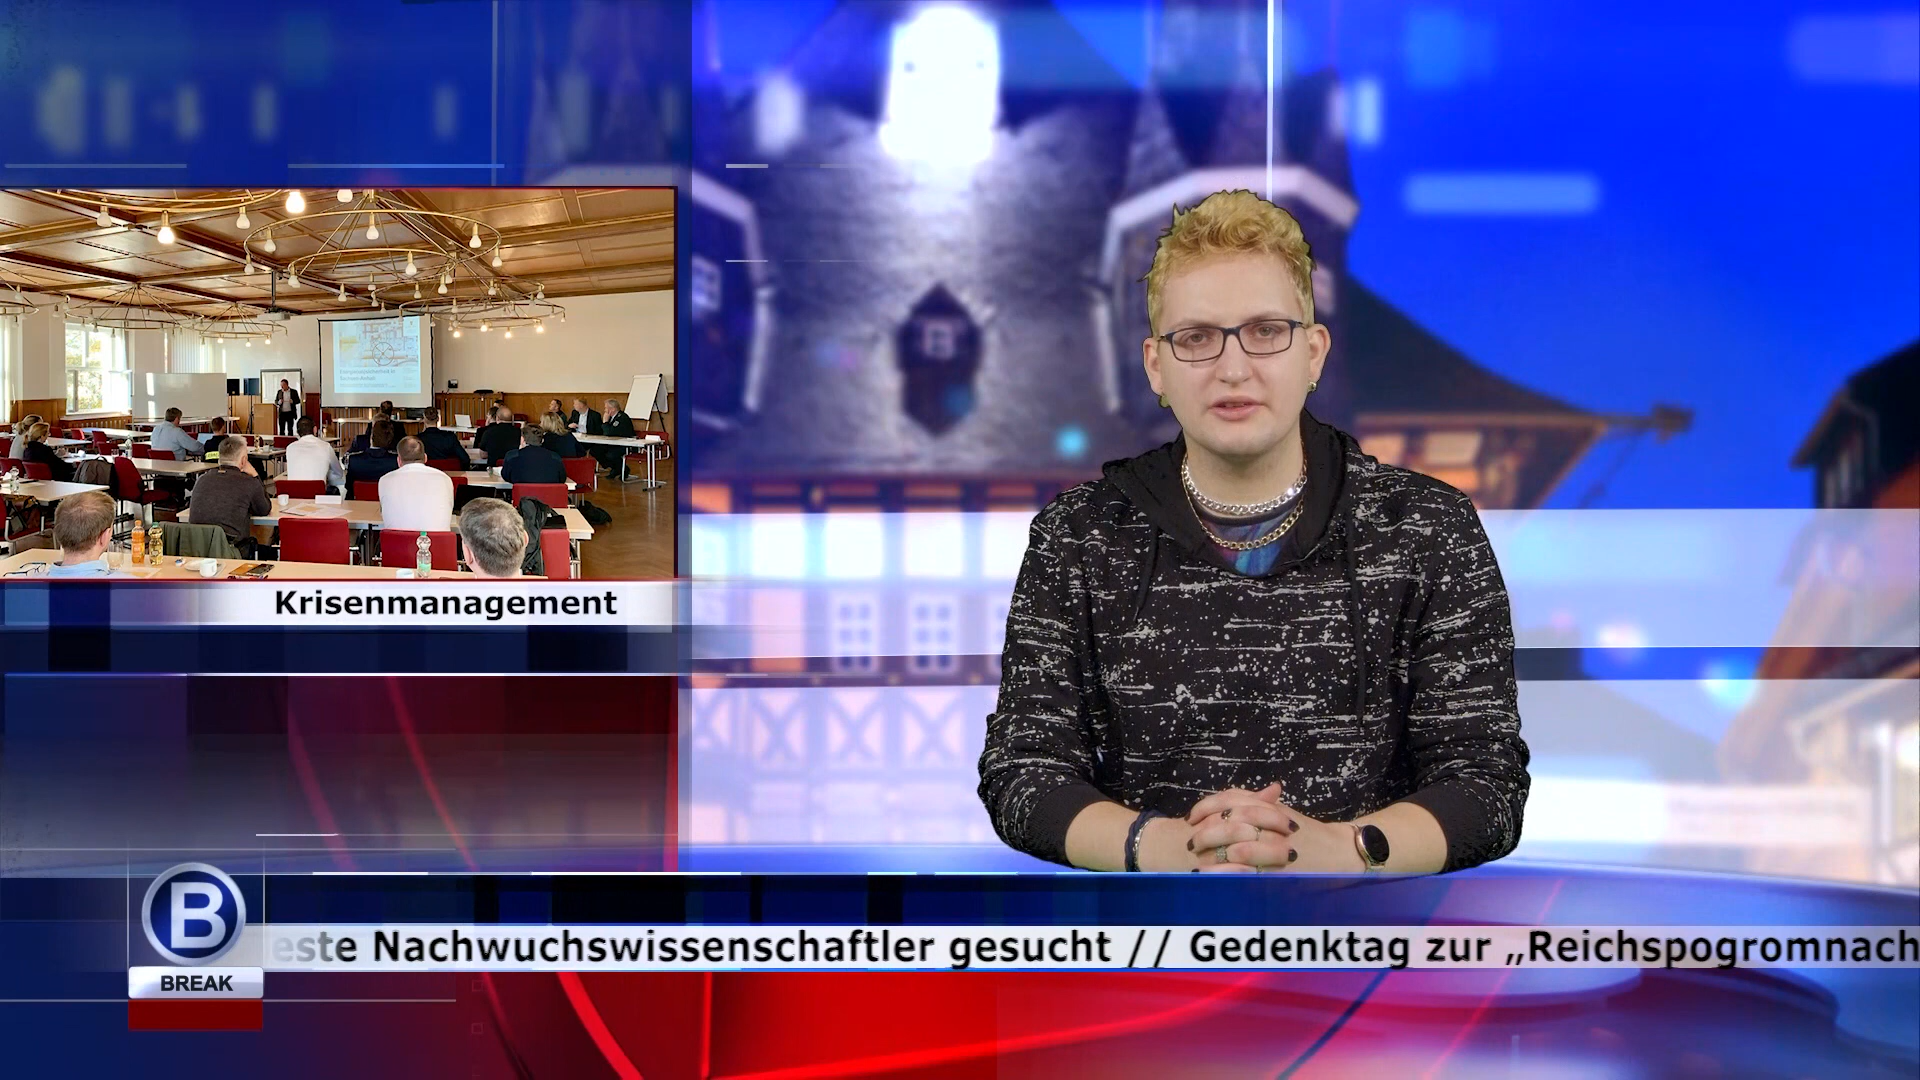 Krisenmanagement
B
este Nachwuchswissenschaftler gesucht // Gedenktag zur „Reichspogromnach
BREAK